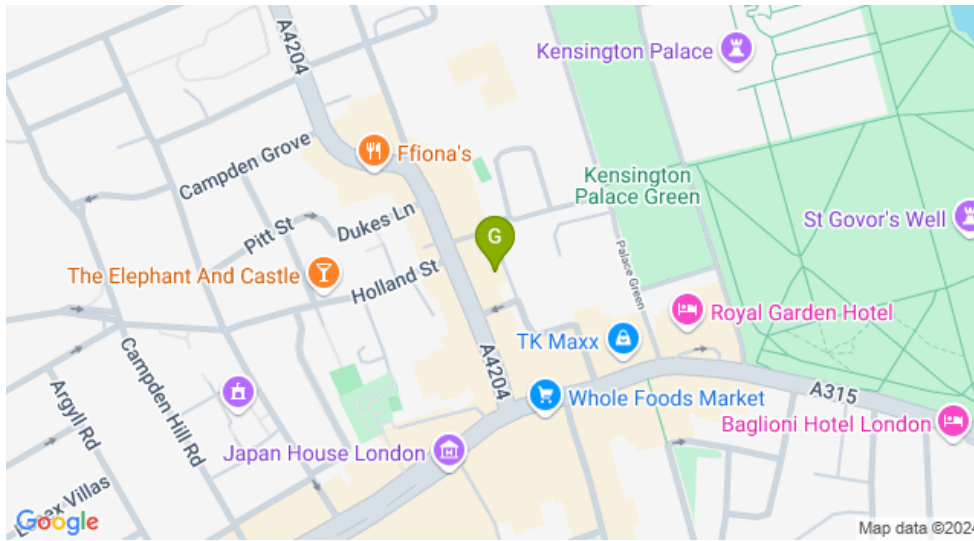 A4204
Kensington Palace
Ffiona's
Campden Grove
Kensington
Palace Green
Dukes Ln
Pitt St
St Govor's Well
G
Palace Green
The Elephant And Castle
Holland St
Royal Garden Hotel
TK Maxx
A4204
Campden Hill Rd
Argyll Rd
Whole Foods Market
A315
Baglioni Hotel London
Japan House London
Villas
Google
Map data ©2024